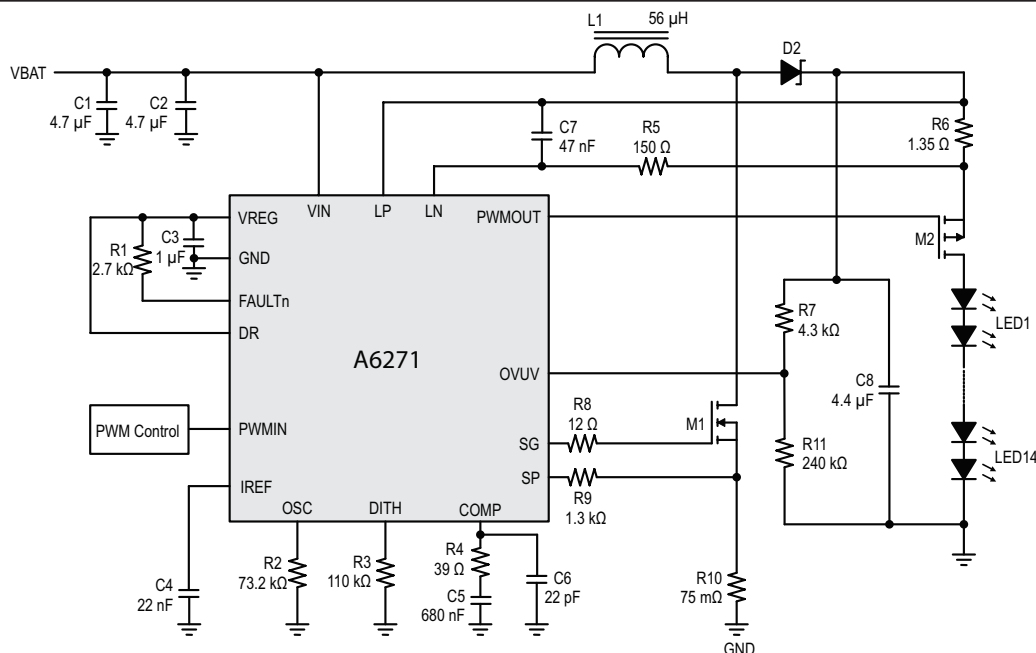 L1
56 µH
D2
VBAT
C1
4.7 µF
C2
4.7 µF
C7
47 nF
R5
150 Ω
R6
1.35 Ω
VIN
LP
LN
VREG
PWMOUT
M2
R1
2.7 kΩ
C3
1 µF
GND
FAULTn
DR
A6271
R7
4.3 kΩ
LED1
OVUV
C8
4.4 µF
PWM Control
PWMIN
R8
12 Ω
M1
SG
R11
240 kΩ
LED14
SP
R9
1.3 kΩ
IREF
OSC
DITH
COMP
R2
73.2 kΩ
R3
110 kΩ
R4
39 Ω
C4
22 nF
C5
680 nF
C6
22 pF
R10
75 mΩ
GND